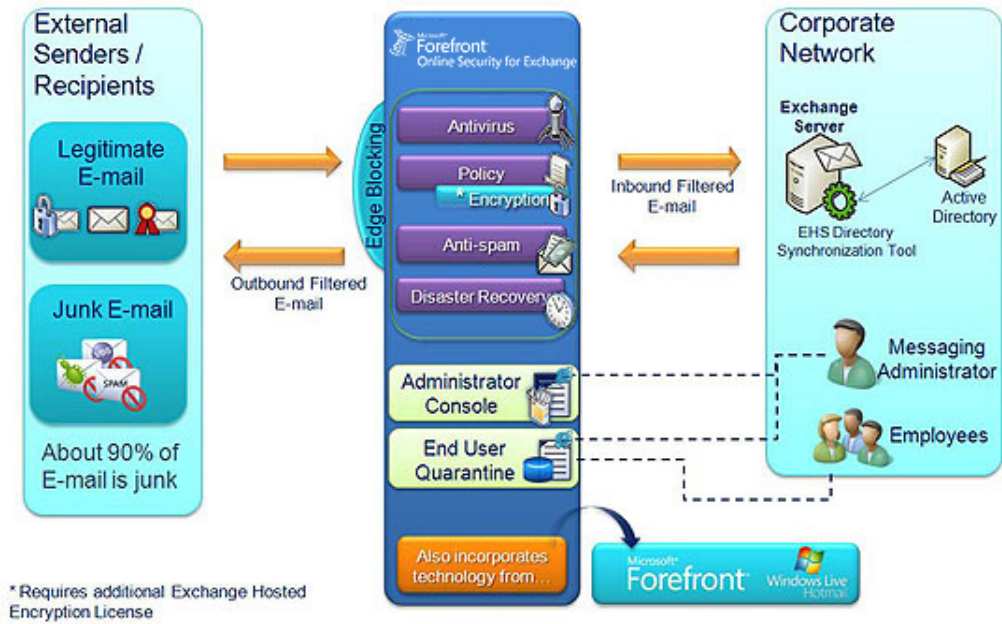 External
Senders /
Recipients
Legitimate
E-mail
Junk E-mail
SPAM
About 90% of
E-mail is junk
* Requires additional Exchange Hosted
Encryption License
Outbound Filtered
E-mail
Edge Blocking
Microsoft
Forefront
Online Security for Exchange
Antivirus
Policy
* Encryption
Anti-spam
Disaster Recovery
Administrator
Console
End User
Quarantine
Also incorporates
technology from...
Microsoft
Forefront
Windows Live
Hotmail
Inbound Filtered
E-mail
Corporate
Network
Exchange
Server
Active
Directory
EHS Directory
Synchronization Tool
Messaging
Administrator
Employees